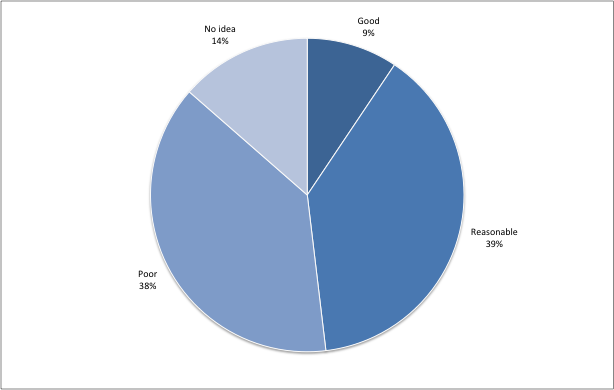 Good
9%
Reasonable
39%
Poor
38%
No idea
14%